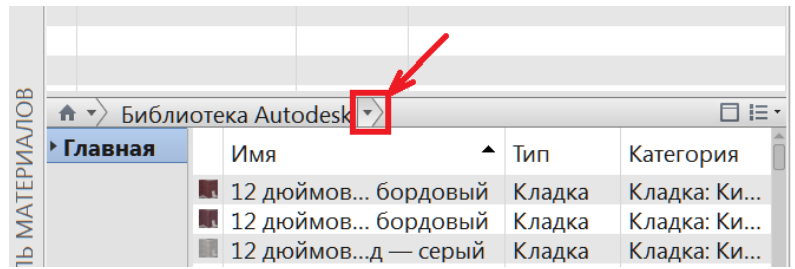 ЛЬ МАТЕРИАЛОВ
Библиотека Autodesk
Главная
Имя Тип Категория
12 дюймов... бордовый Кладка Кладка: Ки...
12 дюймов... бордовый Кладка Кладка: Ки...
12 дюймов...д — серый Кладка Кладка: Ки...